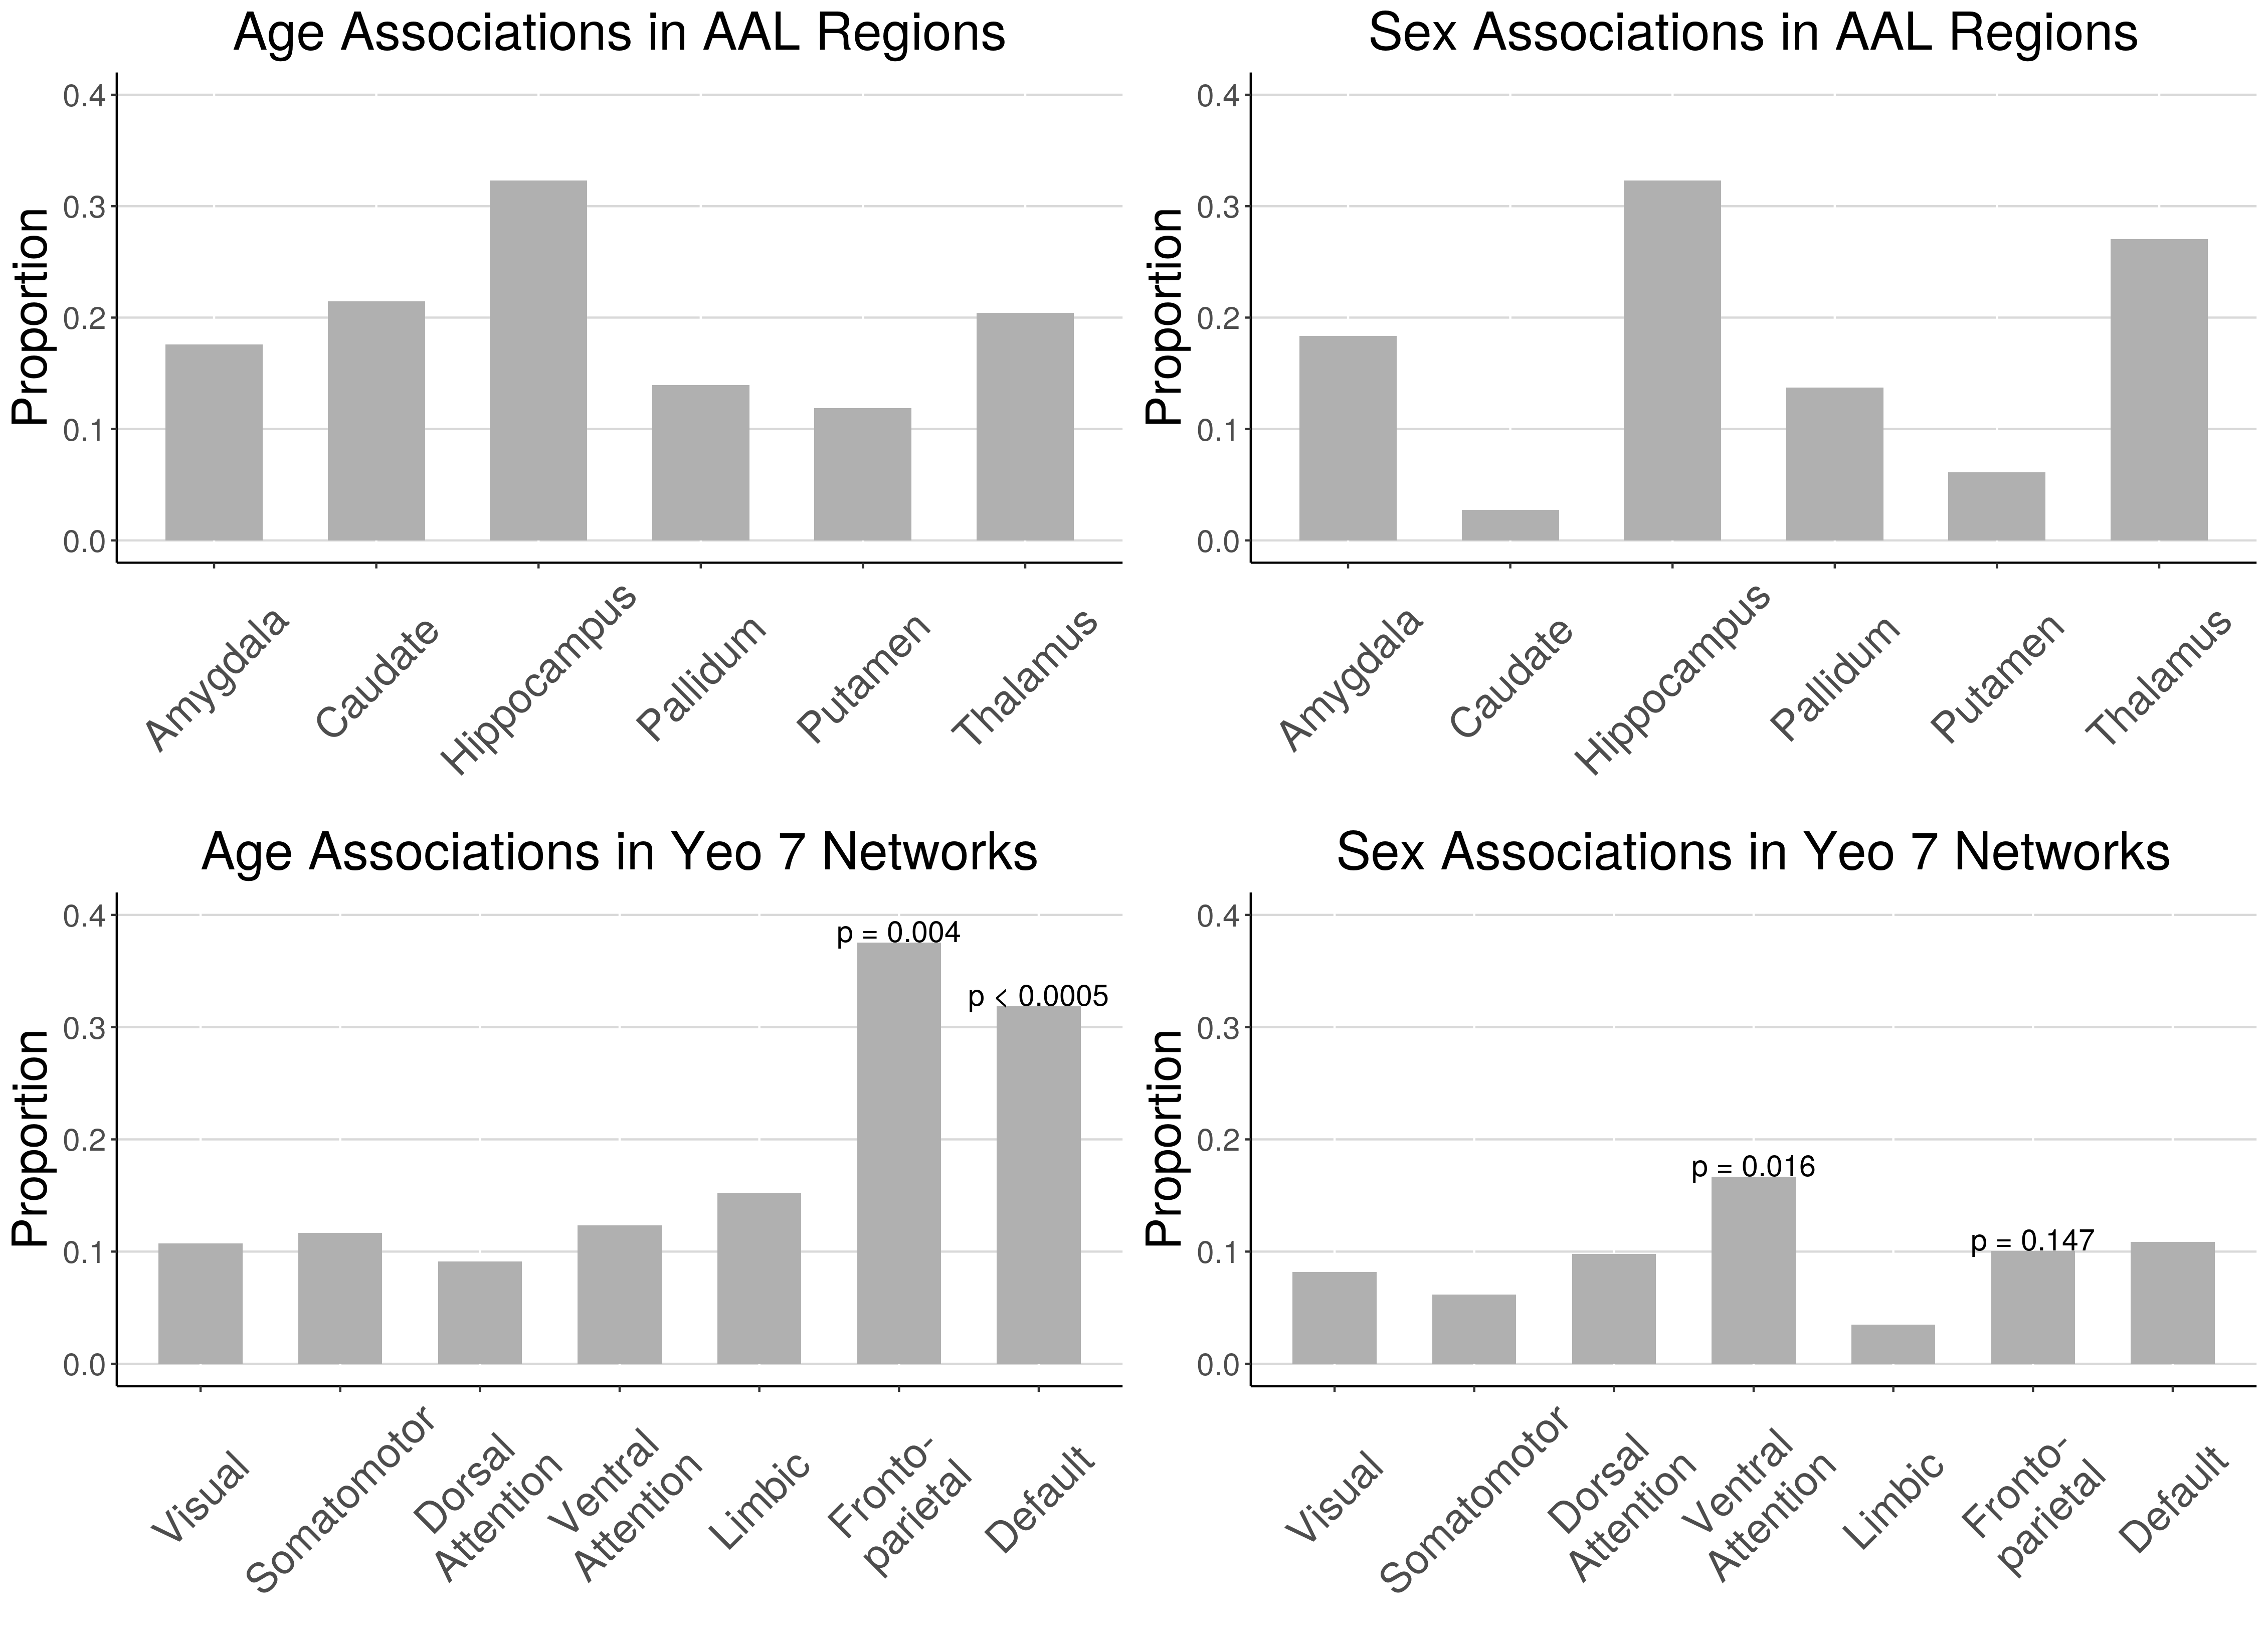 Age Associations in AAL Regions
Proportion
0.4
0.3
0.2
0.1
0.0
Amygdala
Caudate
Hippocampus
Pallidum
Putamen
Thalamus
Sex Associations in AAL Regions
Proportion
0.4
0.3
0.2
0.1
0.0
Amygdala
Caudate
Hippocampus
Pallidum
Putamen
Thalamus
Age Associations in Yeo 7 Networks
Proportion
0.4
0.3
0.2
0.1
0.0
p = 0.004
p < 0.0005
Visual
Somatomotor
Dorsal
Attention
Ventral
Attention
Limbic
Fronto-
parietal
Default
Sex Associations in Yeo 7 Networks
Proportion
0.4
0.3
0.2
0.1
0.0
p = 0.016
p = 0.147
Visual
Somatomotor
Dorsal
Attention
Ventral
Attention
Limbic
Fronto-
parietal
Default